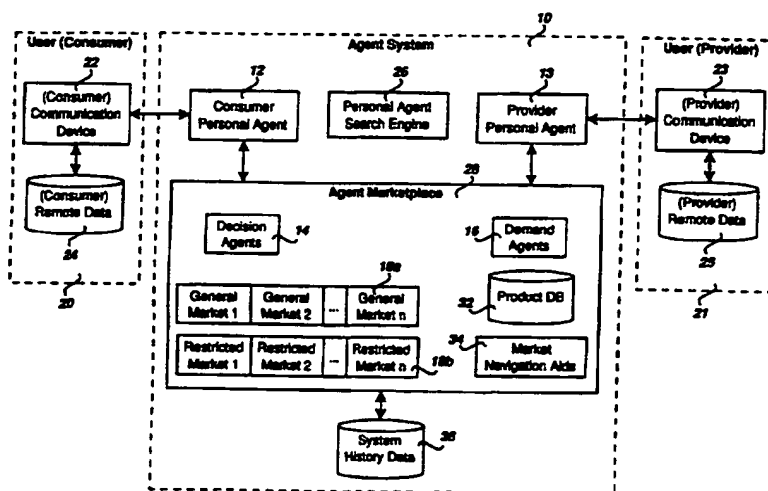 10
User (Consumer)
Agent System
User (Provider)
22
12
26
13
23
(Consumer)
Communication
Device
Consumer
Personal Agent
Personal Agent
Search Engine
Provider
Personal Agent
(Provider)
Communication
Device
28
Agent Marketplace
(Consumer)
Remote Data
24
20
(Provider)
Remote Data
25
21
Decision
Agents
14
16
Demand
Agents
18a
General
Market 1
General
Market 2
...
General
Market n
32
Product DB
Restricted
Market 1
Restricted
Market 2
...
Restricted
Market n
18b
34
Market
Navigation Aids
System
History Data